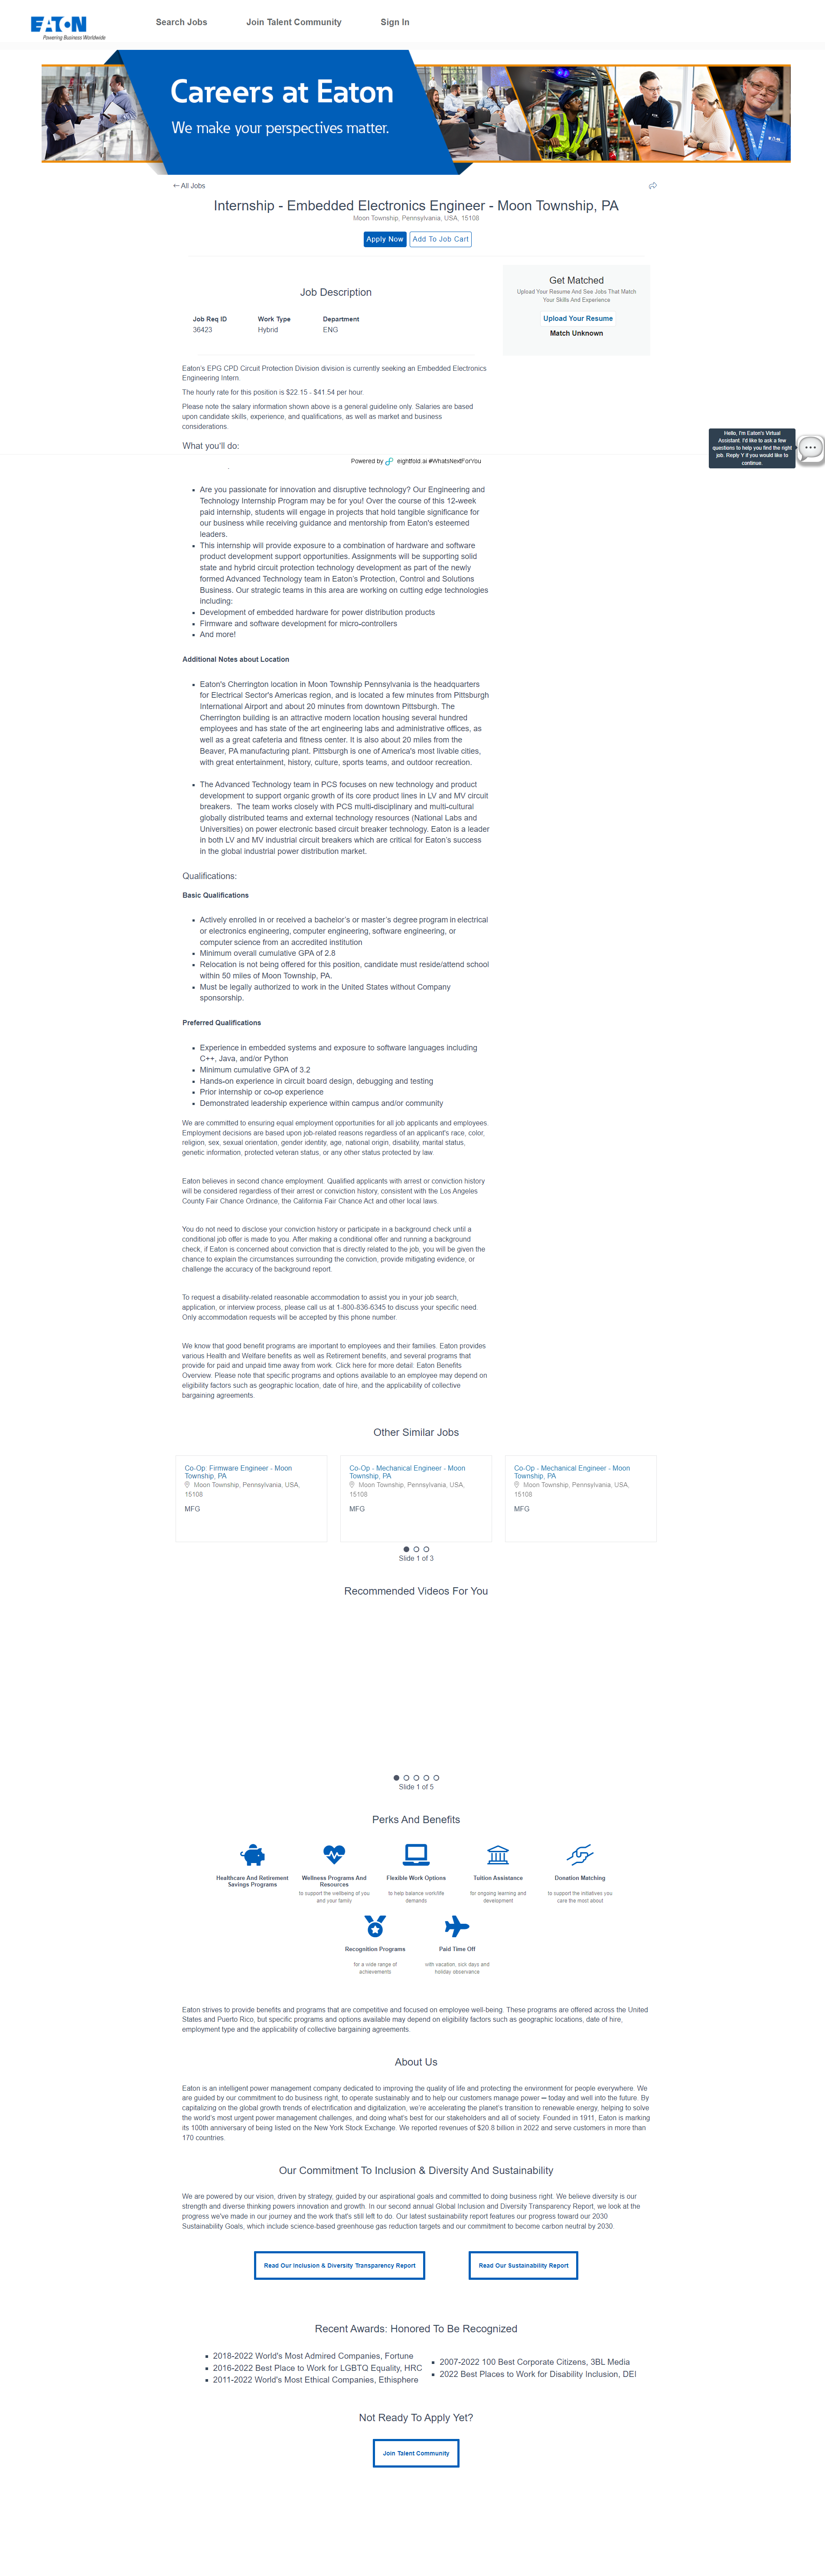 EATON
Powering Business Worldwide
Search Jobs
Join Talent Community
Sign In
Careers at Eaton
We make your perspectives matter.
← All Jobs
Internship - Embedded Electronics Engineer - Moon Township, PA
Moon Township, Pennsylvania, USA, 15108
Apply Now
Add To Job Cart
Job Description
Job Req ID
36423
Work Type
Hybrid
Department
ENG
Get Matched
Upload Your Resume And See Jobs That Match
Your Skills And Experience
Upload Your Resume
Match Unknown
Eaton's EPG CPD Circuit Protection Division division is currently seeking an Embedded Electronics
Engineering Intern.
The hourly rate for this position is $22.15 - $41.54 per hour.
Please note the salary information shown above is a general guideline only. Salaries are based
upon candidate skills, experience, and qualifications, as well as market and business
considerations.
What you'll do:
Hello, I'm Eaton's Virtual
Assistant. I'd like to ask a few
questions to help you find the right
job. Reply Y if you would like to
continue.
Powered by eightfold.ai #WhatsNextForYou
• Are you passionate for innovation and disruptive technology? Our Engineering and
Technology Internship Program may be for you! Over the course of this 12-week
paid internship, students will engage in projects that hold tangible significance for
our business while receiving guidance and mentorship from Eaton's esteemed
leaders.
• This internship will provide exposure to a combination of hardware and software
product development support opportunities. Assignments will be supporting solid
state and hybrid circuit protection technology development as part of the newly
formed Advanced Technology team in Eaton's Protection, Control and Solutions
Business. Our strategic teams in this area are working on cutting edge technologies
including:
• Development of embedded hardware for power distribution products
• Firmware and software development for micro-controllers
• And more!
Additional Notes about Location
• Eaton's Cherrington location in Moon Township Pennsylvania is the headquarters
for Electrical Sector's Americas region, and is located a few minutes from Pittsburgh
International Airport and about 20 minutes from downtown Pittsburgh. The
Cherrington building is an attractive modern location housing several hundred
employees and has state of the art engineering labs and administrative offices, as
well as a great cafeteria and fitness center. It is also about 20 miles from the
Beaver, PA manufacturing plant. Pittsburgh is one of America's most livable cities,
with great entertainment, history, culture, sports teams, and outdoor recreation.
• The Advanced Technology team in PCS focuses on new technology and product
development to support organic growth of its core product lines in LV and MV circuit
breakers. The team works closely with PCS multi-disciplinary and multi-cultural
globally distributed teams and external technology resources (National Labs and
Universities) on power electronic based circuit breaker technology. Eaton is a leader
in both LV and MV industrial circuit breakers which are critical for Eaton's success
in the global industrial power distribution market.
Qualifications:
Basic Qualifications
• Actively enrolled in or received a bachelor's or master's degree program in electrical
or electronics engineering, computer engineering, software engineering, or
computer science from an accredited institution
• Minimum overall cumulative GPA of 2.8
• Relocation is not being offered for this position, candidate must reside/attend school
within 50 miles of Moon Township, PA.
• Must be legally authorized to work in the United States without Company
sponsorship.
Preferred Qualifications
• Experience in embedded systems and exposure to software languages including
C++, Java, and/or Python
• Minimum cumulative GPA of 3.2
• Hands-on experience in circuit board design, debugging and testing
• Prior internship or co-op experience
• Demonstrated leadership experience within campus and/or community
We are committed to ensuring equal employment opportunities for all job applicants and employees.
Employment decisions are based upon job-related reasons regardless of an applicant's race, color,
religion, sex, sexual orientation, gender identity, age, national origin, disability, marital status,
genetic information, protected veteran status, or any other status protected by law.
Eaton believes in second chance employment. Qualified applicants with arrest or conviction history
will be considered regardless of their arrest or conviction history, consistent with the Los Angeles
County Fair Chance Ordinance, the California Fair Chance Act and other local laws.
You do not need to disclose your conviction history or participate in a background check until a
conditional job offer is made to you. After making a conditional offer and running a background
check, if Eaton is concerned about conviction that is directly related to the job, you will be given the
chance to explain the circumstances surrounding the conviction, provide mitigating evidence, or
challenge the accuracy of the background report.
To request a disability-related reasonable accommodation to assist you in your job search,
application, or interview process, please call us at 1-800-836-6345 to discuss your specific need.
Only accommodation requests will be accepted by this phone number.
We know that good benefit programs are important to employees and their families. Eaton provides
various Health and Welfare benefits as well as Retirement benefits, and several programs that
provide for paid and unpaid time away from work. Click here for more detail: Eaton Benefits
Overview. Please note that specific programs and options available to an employee may depend on
eligibility factors such as geographic location, date of hire, and the applicability of collective
bargaining agreements.
Other Similar Jobs
Co-Op: Firmware Engineer - Moon
Township, PA
Moon Township, Pennsylvania, USA,
15108
MFG
Co-Op - Mechanical Engineer - Moon
Township, PA
Moon Township, Pennsylvania, USA,
15108
MFG
Co-Op - Mechanical Engineer - Moon
Township, PA
Moon Township, Pennsylvania, USA,
15108
MFG
Slide 1 of 3
Recommended Videos For You
Slide 1 of 5
Perks And Benefits
Healthcare And Retirement
Savings Programs
Wellness Programs And
Resources
to support the wellbeing of you
and your family
Flexible Work Options
to help balance work/life
demands
Tuition Assistance
for ongoing learning and
development
Donation Matching
to support the initiatives you
care the most about
Recognition Programs
for a wide range of
achievements
Paid Time Off
with vacation, sick days and
holiday observance
Eaton strives to provide benefits and programs that are competitive and focused on employee well-being. These programs are offered across the United
States and Puerto Rico, but specific programs and options available may depend on eligibility factors such as geographic locations, date of hire,
employment type and the applicability of collective bargaining agreements.
About Us
Eaton is an intelligent power management company dedicated to improving the quality of life and protecting the environment for people everywhere. We
are guided by our commitment to do business right, to operate sustainably and to help our customers manage power ─ today and well into the future. By
capitalizing on the global growth trends of electrification and digitalization, we're accelerating the planet's transition to renewable energy, helping to solve
the world's most urgent power management challenges, and doing what's best for our stakeholders and all of society. Founded in 1911, Eaton is marking
its 100th anniversary of being listed on the New York Stock Exchange. We reported revenues of $20.8 billion in 2022 and serve customers in more than
170 countries.
Our Commitment To Inclusion & Diversity And Sustainability
We are powered by our vision, driven by strategy, guided by our aspirational goals and committed to doing business right. We believe diversity is our
strength and diverse thinking powers innovation and growth. In our second annual Global Inclusion and Diversity Transparency Report, we look at the
progress we've made in our journey and the work that's still left to do. Our latest sustainability report features our progress toward our 2030
Sustainability Goals, which include science-based greenhouse gas reduction targets and our commitment to become carbon neutral by 2030.
Read Our Inclusion & Diversity Transparency Report
Read Our Sustainability Report
Recent Awards: Honored To Be Recognized
2018-2022 World's Most Admired Companies, Fortune
2016-2022 Best Place to Work for LGBTQ Equality, HRC
2011-2022 World's Most Ethical Companies, Ethisphere
2007-2022 100 Best Corporate Citizens, 3BL Media
2022 Best Places to Work for Disability Inclusion, DEI
Not Ready To Apply Yet?
Join Talent Community